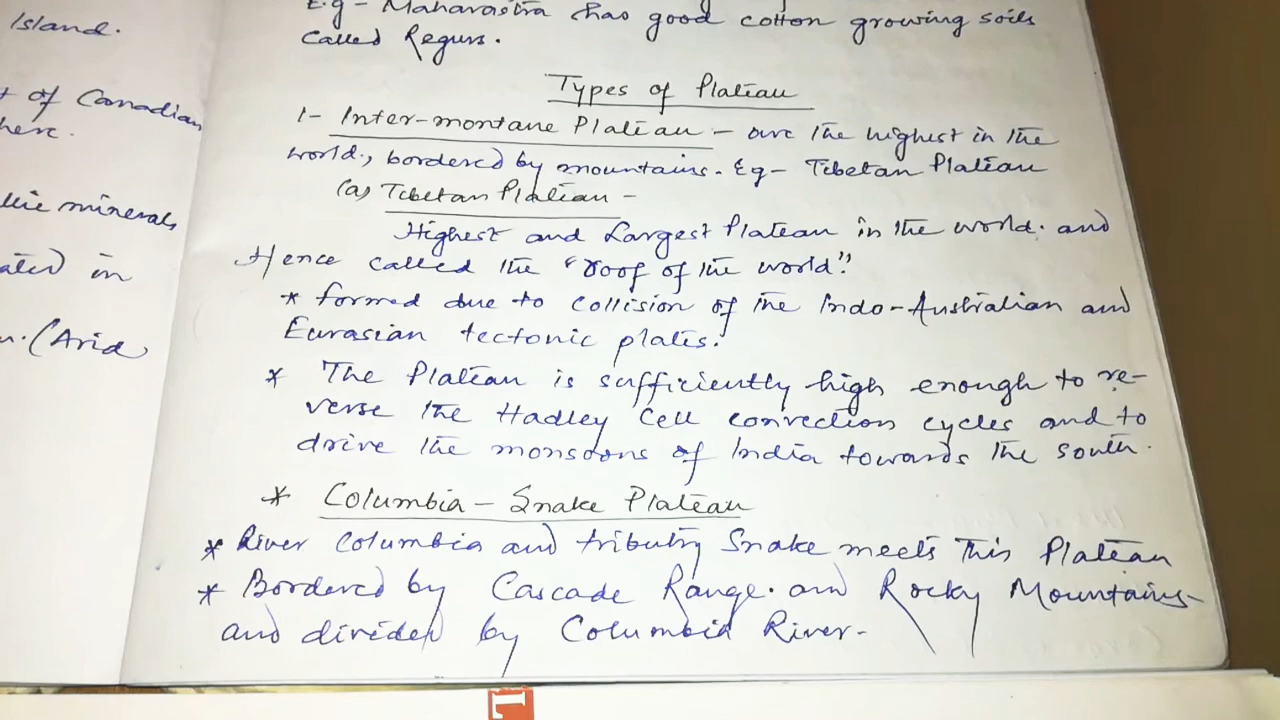 Island.
of Canadian
here.
minerals
ated in
(Arid
E.g - Maharastra has good cotton growing soils
called Regurs.
Types of Plateau
1- Inter-montane Plateau - are the highest in the
world, bordered by mountains. Eg- Tibetan Plateau
(a) Tibetan Plateau -
Highest and Largest Plateau in the world. and
Hence called the "roof of the world".
* formed due to collision of the Indo-Australian and
Eurasian tectonic plates.
* The Plateau is sufficiently high enough to re-
verse the Hadley Cell convection cycles and to
drive the monsoons of India towards the south.
* Columbia - Snake Plateau
* River Columbia and tributry Snake meets this Plateau
* Bordered by Cascade Range. and Rocky Mountains
and divided by Columbia River-